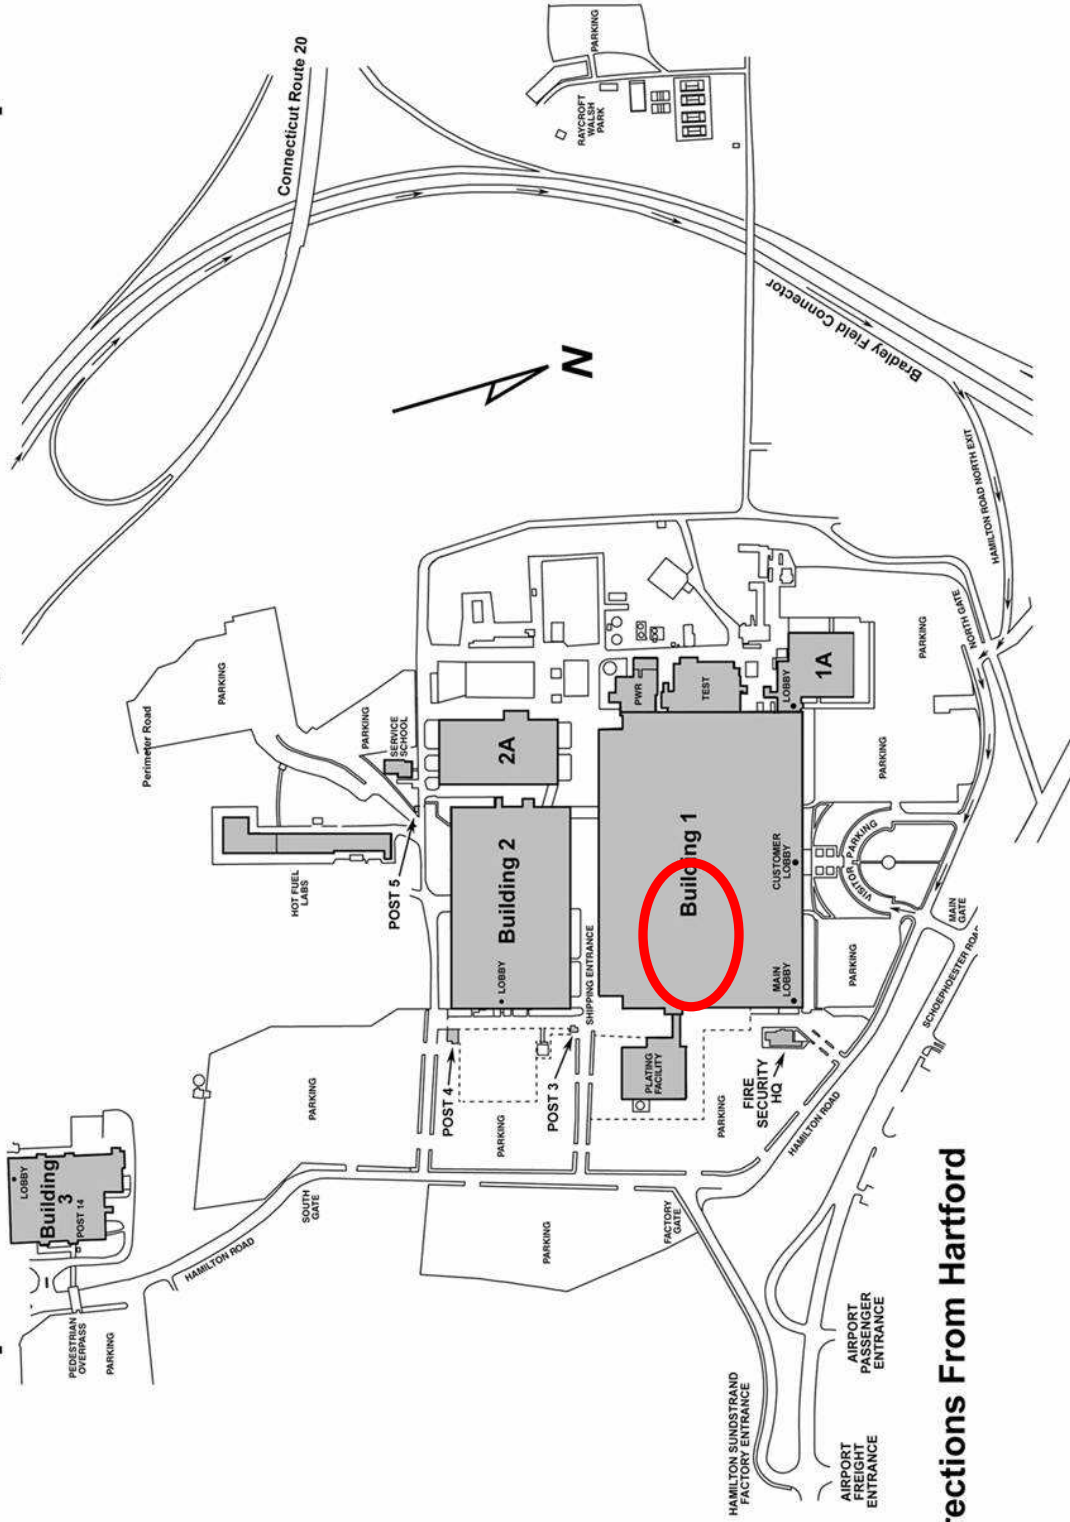 Connecticut Route 20
PARKING
RAYCROFT
WALSH
PARK
Bradley Field Connector
N
HAMILTON ROAD NORTH EXIT
NORTH GATE
PARKING
Perimeter Road
PARKING
PARKING
SERVICE
SCHOOL
HOT FUEL
LABS
POST 5
2A
Building 2
LOBBY
PWR
TEST
LOBBY
1A
Building 1
CUSTOMER
LOBBY
MAIN
LOBBY
PARKING
VISITOR PARKING
PARKING
MAIN
GATE
SCHOEPHOESTER ROAD
SHIPPING ENTRANCE
PLATING
FACILITY
FIRE
SECURITY
HQ
POST 4
POST 3
PARKING
PARKING
PARKING
HAMILTON ROAD
LOBBY
Building
3
POST 14
SOUTH
GATE
HAMILTON ROAD
PEDESTRIAN
OVERPASS
PARKING
PARKING
FACTORY
GATE
HAMILTON SUNDSTRAND
FACTORY ENTRANCE
AIRPORT
PASSENGER
ENTRANCE
AIRPORT
FREIGHT
ENTRANCE
rections From Hartford